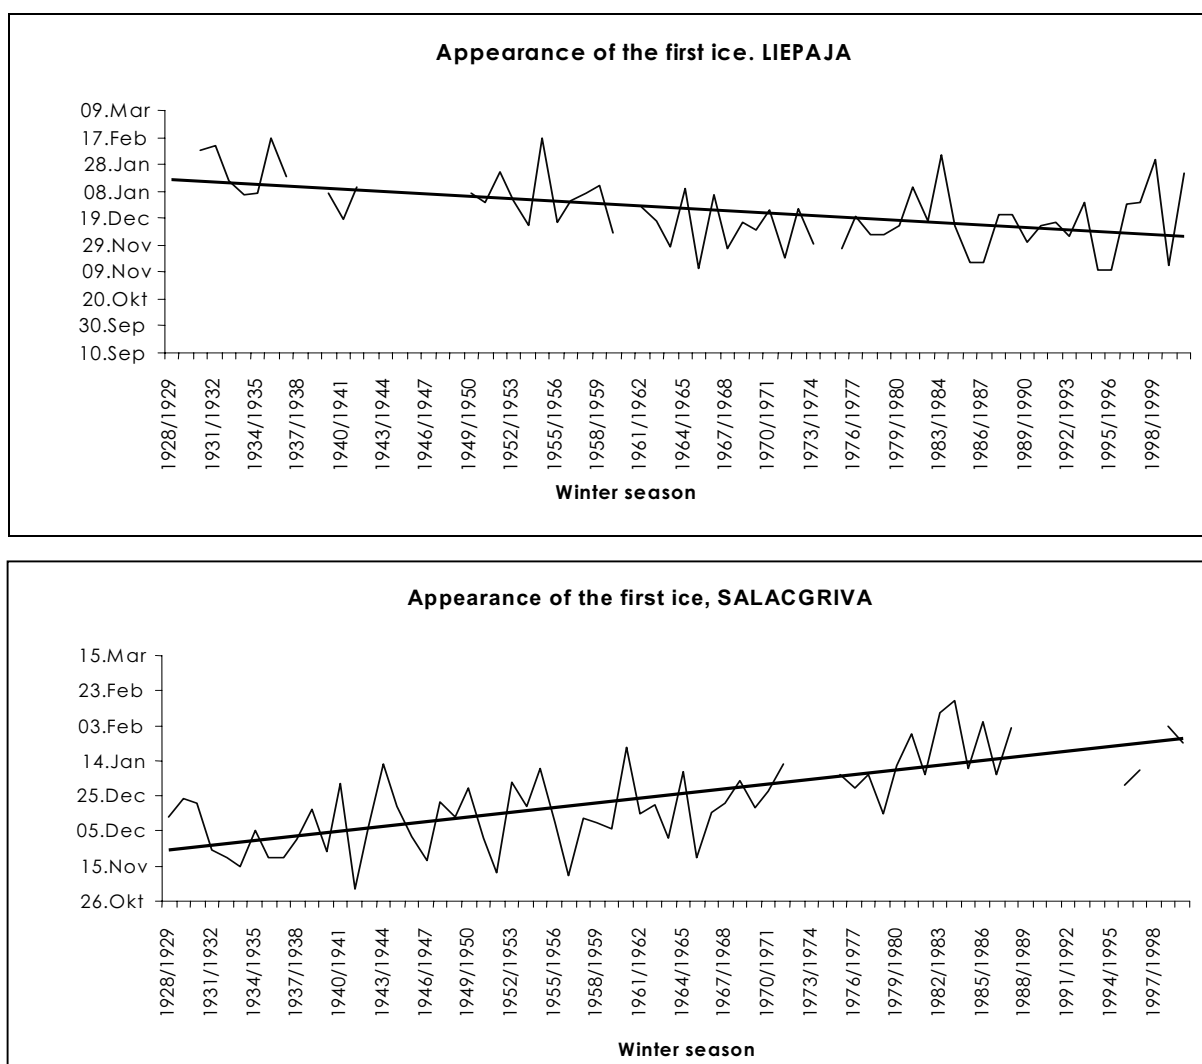 Appearance of the first ice. LIEPAJA
09.Mar
17.Feb
28.Jan
08.Jan
19.Dec
29.Nov
09.Nov
20.Okt
30.Sep
10.Sep
1928/1929
1931/1932
1934/1935
1937/1938
1940/1941
1943/1944
1946/1947
1949/1950
1952/1953
1955/1956
1958/1959
1961/1962
1964/1965
1967/1968
1970/1971
1973/1974
1976/1977
1979/1980
1983/1984
1986/1987
1989/1990
1992/1993
1995/1996
1998/1999
Winter season
Appearance of the first ice, SALACGRIVA
15.Mar
23.Feb
03.Feb
14.Jan
25.Dec
05.Dec
15.Nov
26.Okt
1928/1929
1931/1932
1934/1935
1937/1938
1940/1941
1943/1944
1946/1947
1949/1950
1952/1953
1955/1956
1958/1959
1961/1962
1964/1965
1967/1968
1970/1971
1973/1974
1976/1977
1979/1980
1982/1983
1985/1986
1988/1989
1991/1992
1994/1995
1997/1998
Winter season